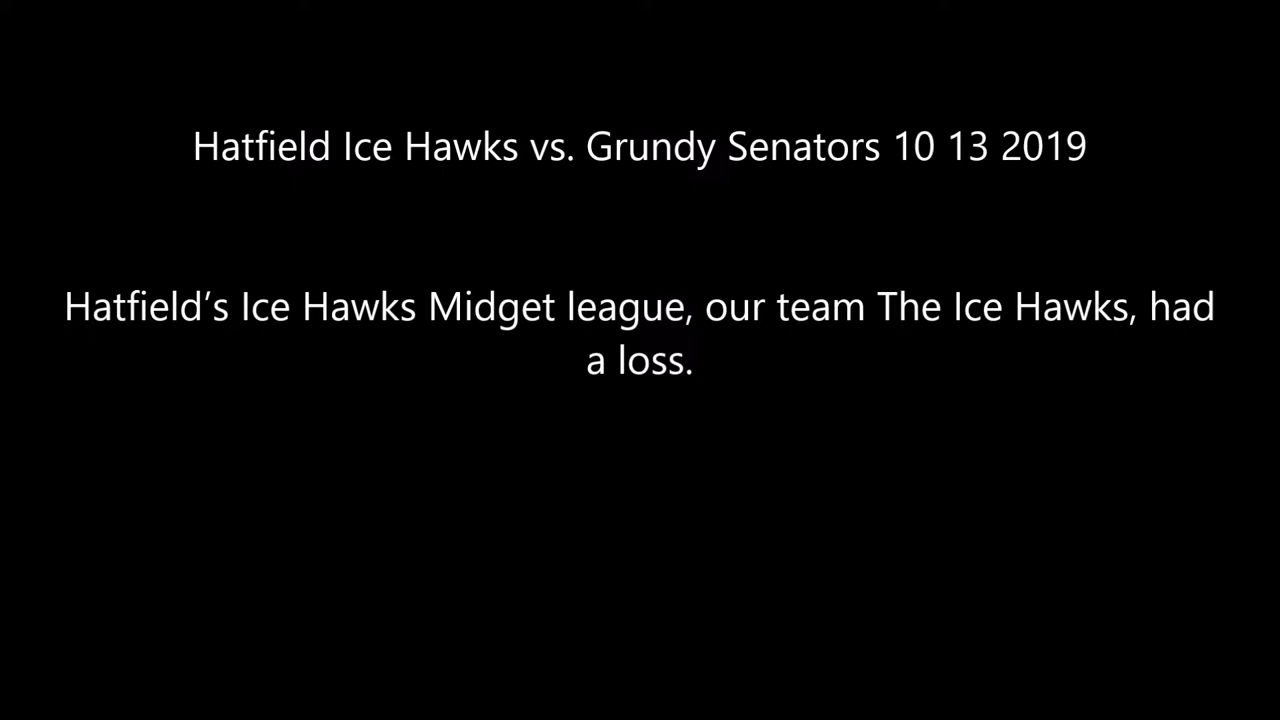 Hatfield Ice Hawks vs. Grundy Senators 10 13 2019
Hatfield’s Ice Hawks Midget league, our team The Ice Hawks, had
a loss.